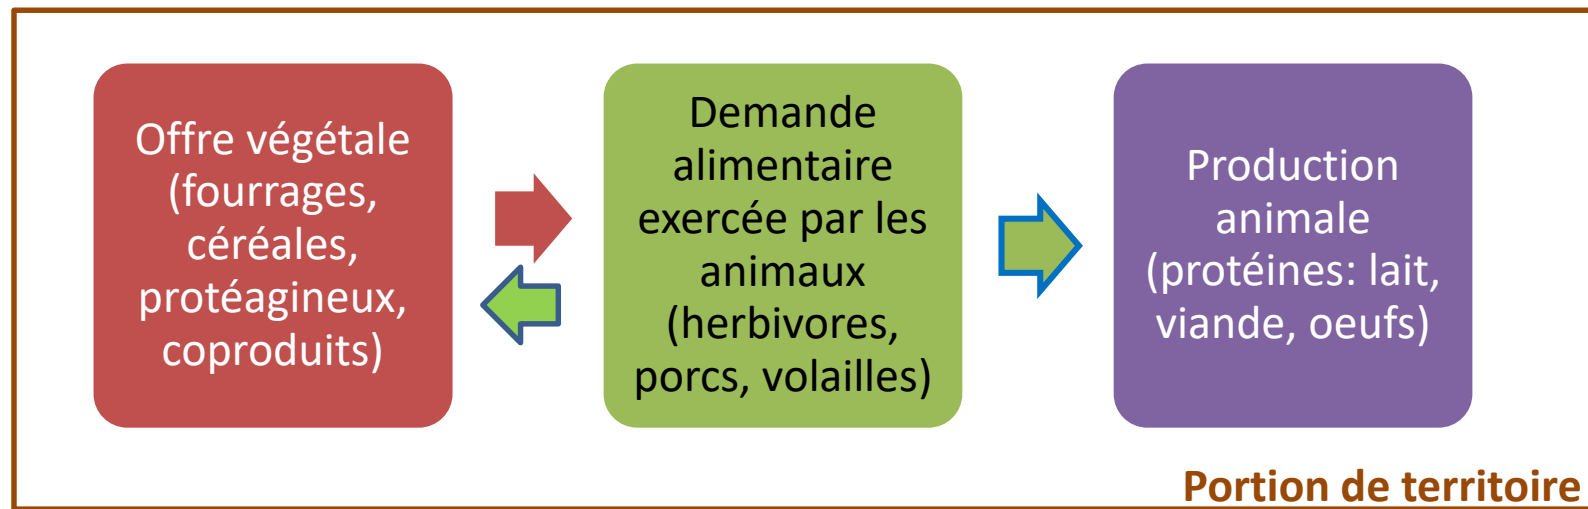 Offre végétale
(fourrages,
céréales,
protéagineux,
coproduits)
Demande
alimentaire
exercée par les
animaux
(herbivores,
porcs, volailles)
Production
animale
(protéines: lait,
viande, oeufs)
Portion de territoire